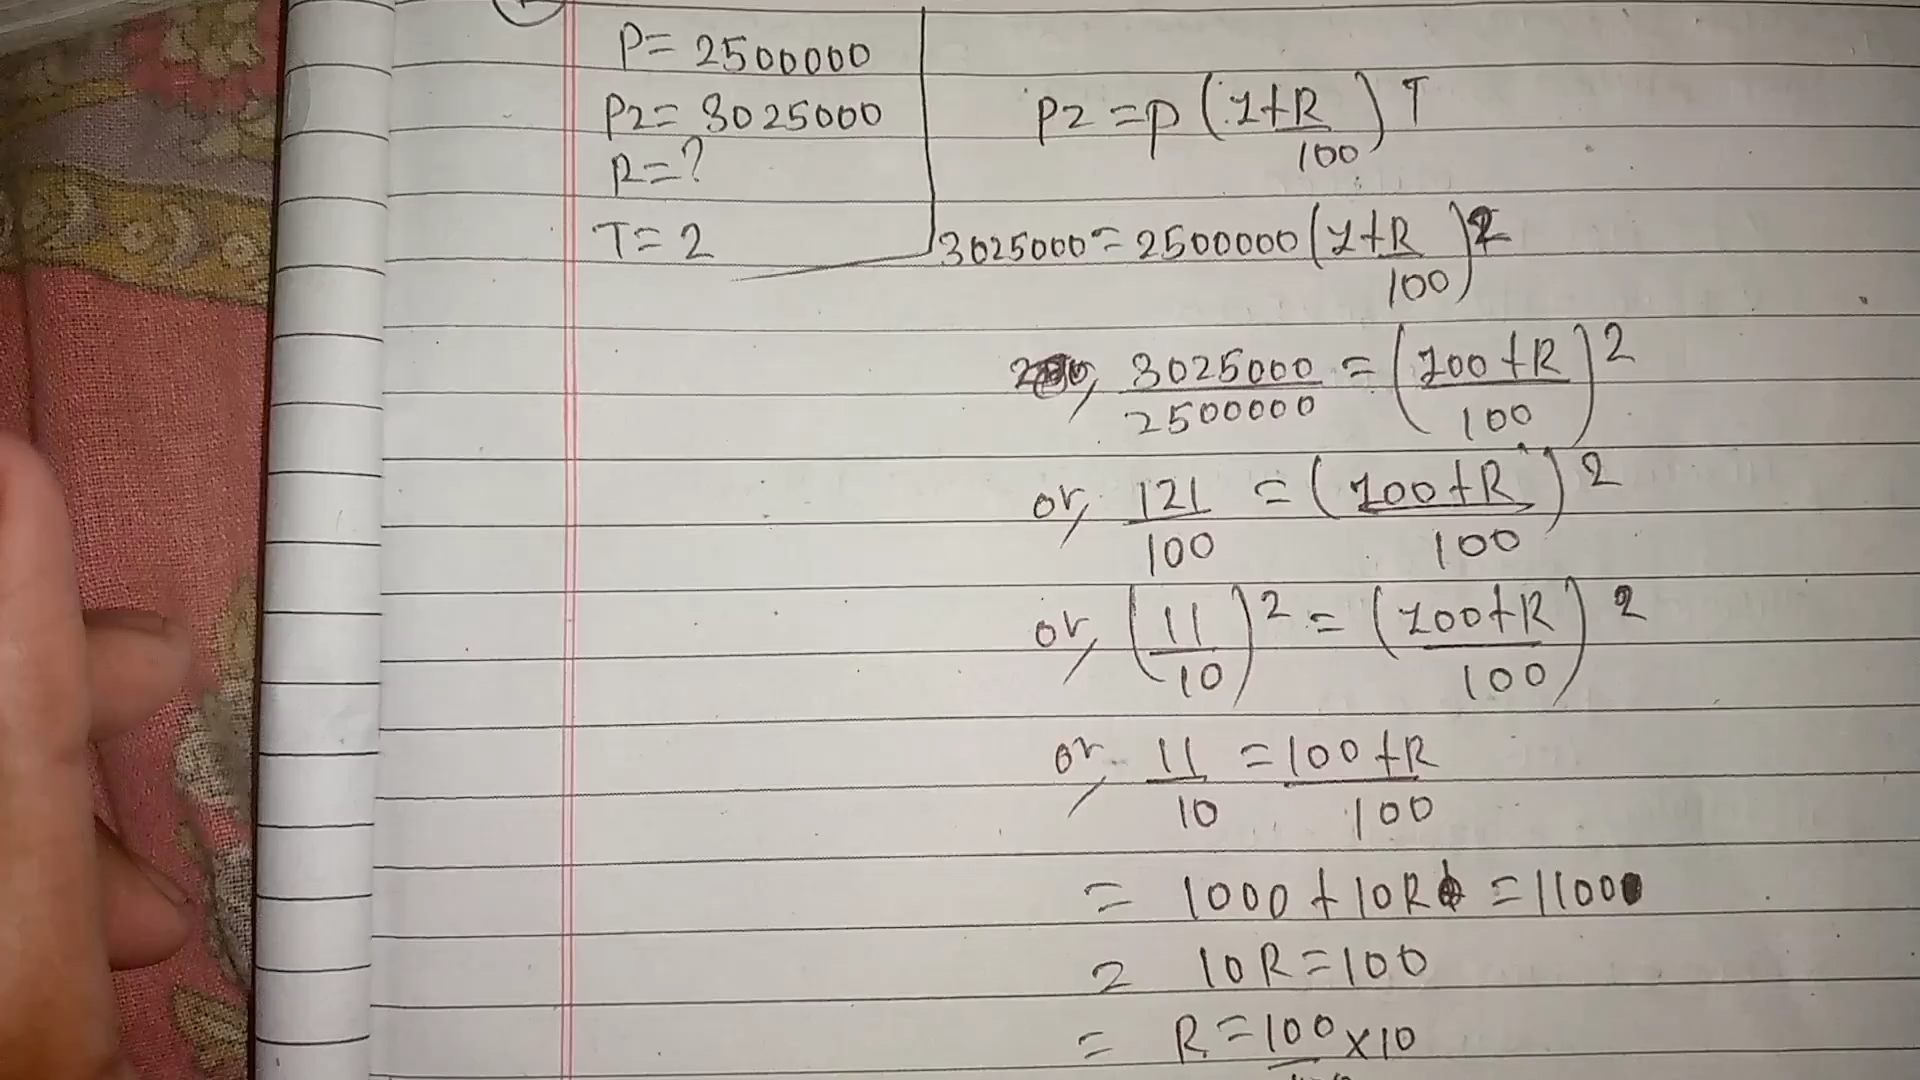 P= 2500000
P2= 3025000
R=?
T= 2
P2 = P (1+R/100) T
3025000 = 2500000 (1+R/100)2
3025000/2500000 = (100+R/100)2
or, 121/100 = (100+R/100)2
or, (11/10)2 = (100+R/100)2
or, 11/10 = 100+R/100
= 1000 + 10R = 1100
2 10R = 100
= R = 100 x10